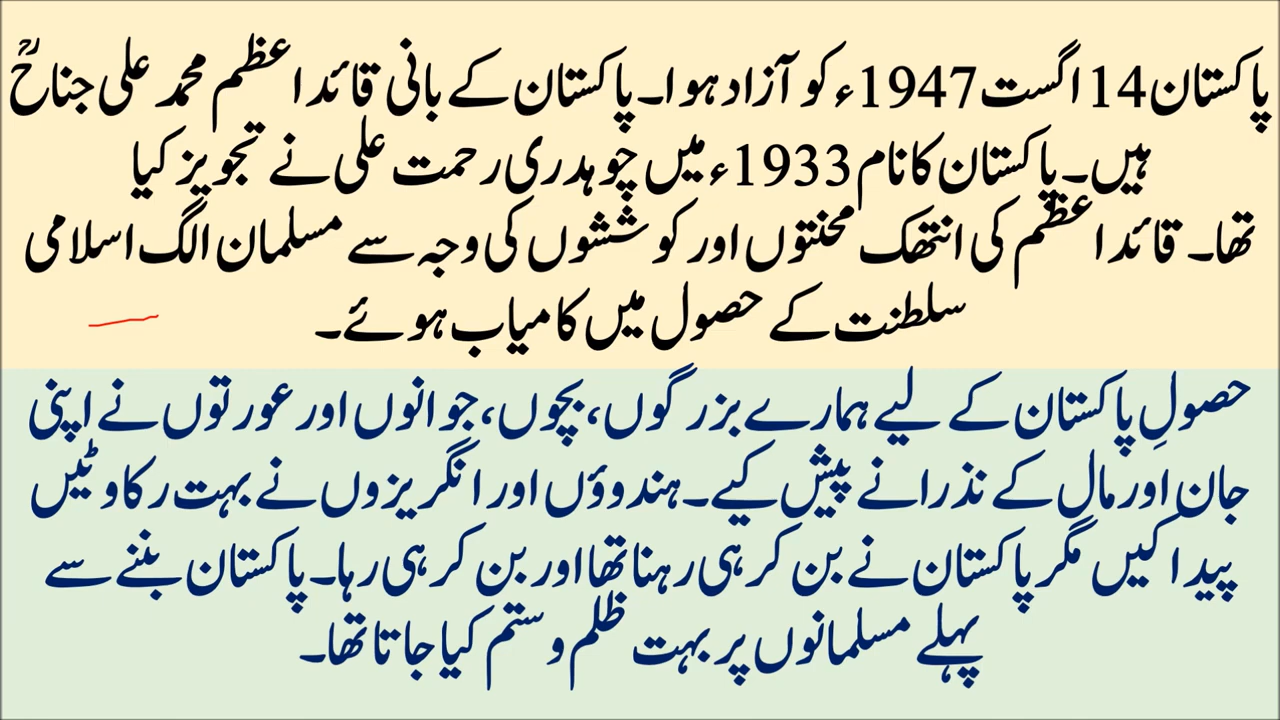 پاکستان 14 اگست 1947ء کو آزاد ہوا۔ پاکستان کے بانی قائد اعظم محمد علی جناحؒ
ہیں۔ پاکستان کا نام 1933ء میں چوہدری رحمت علی نے تجویز کیا
تھا۔ قائد اعظم کی انتھک محنتوں اور کوششوں کی وجہ سے مسلمان الگ اسلامی
سلطنت کے حصول میں کامیاب ہوئے۔
حصولِ پاکستان کے لیے ہمارے بزرگوں، بچوں، جوانوں اور عورتوں نے اپنی
جان اور مال کے نذرانے پیش کیے۔ ہندوؤں اور انگریزوں نے بہت رکاوٹیں
پیدا کیں مگر پاکستان نے بن کر ہی رہنا تھا اور بن کر ہی رہا۔ پاکستان بننے سے
پہلے مسلمانوں پر بہت ظلم و ستم کیا جاتا تھا۔